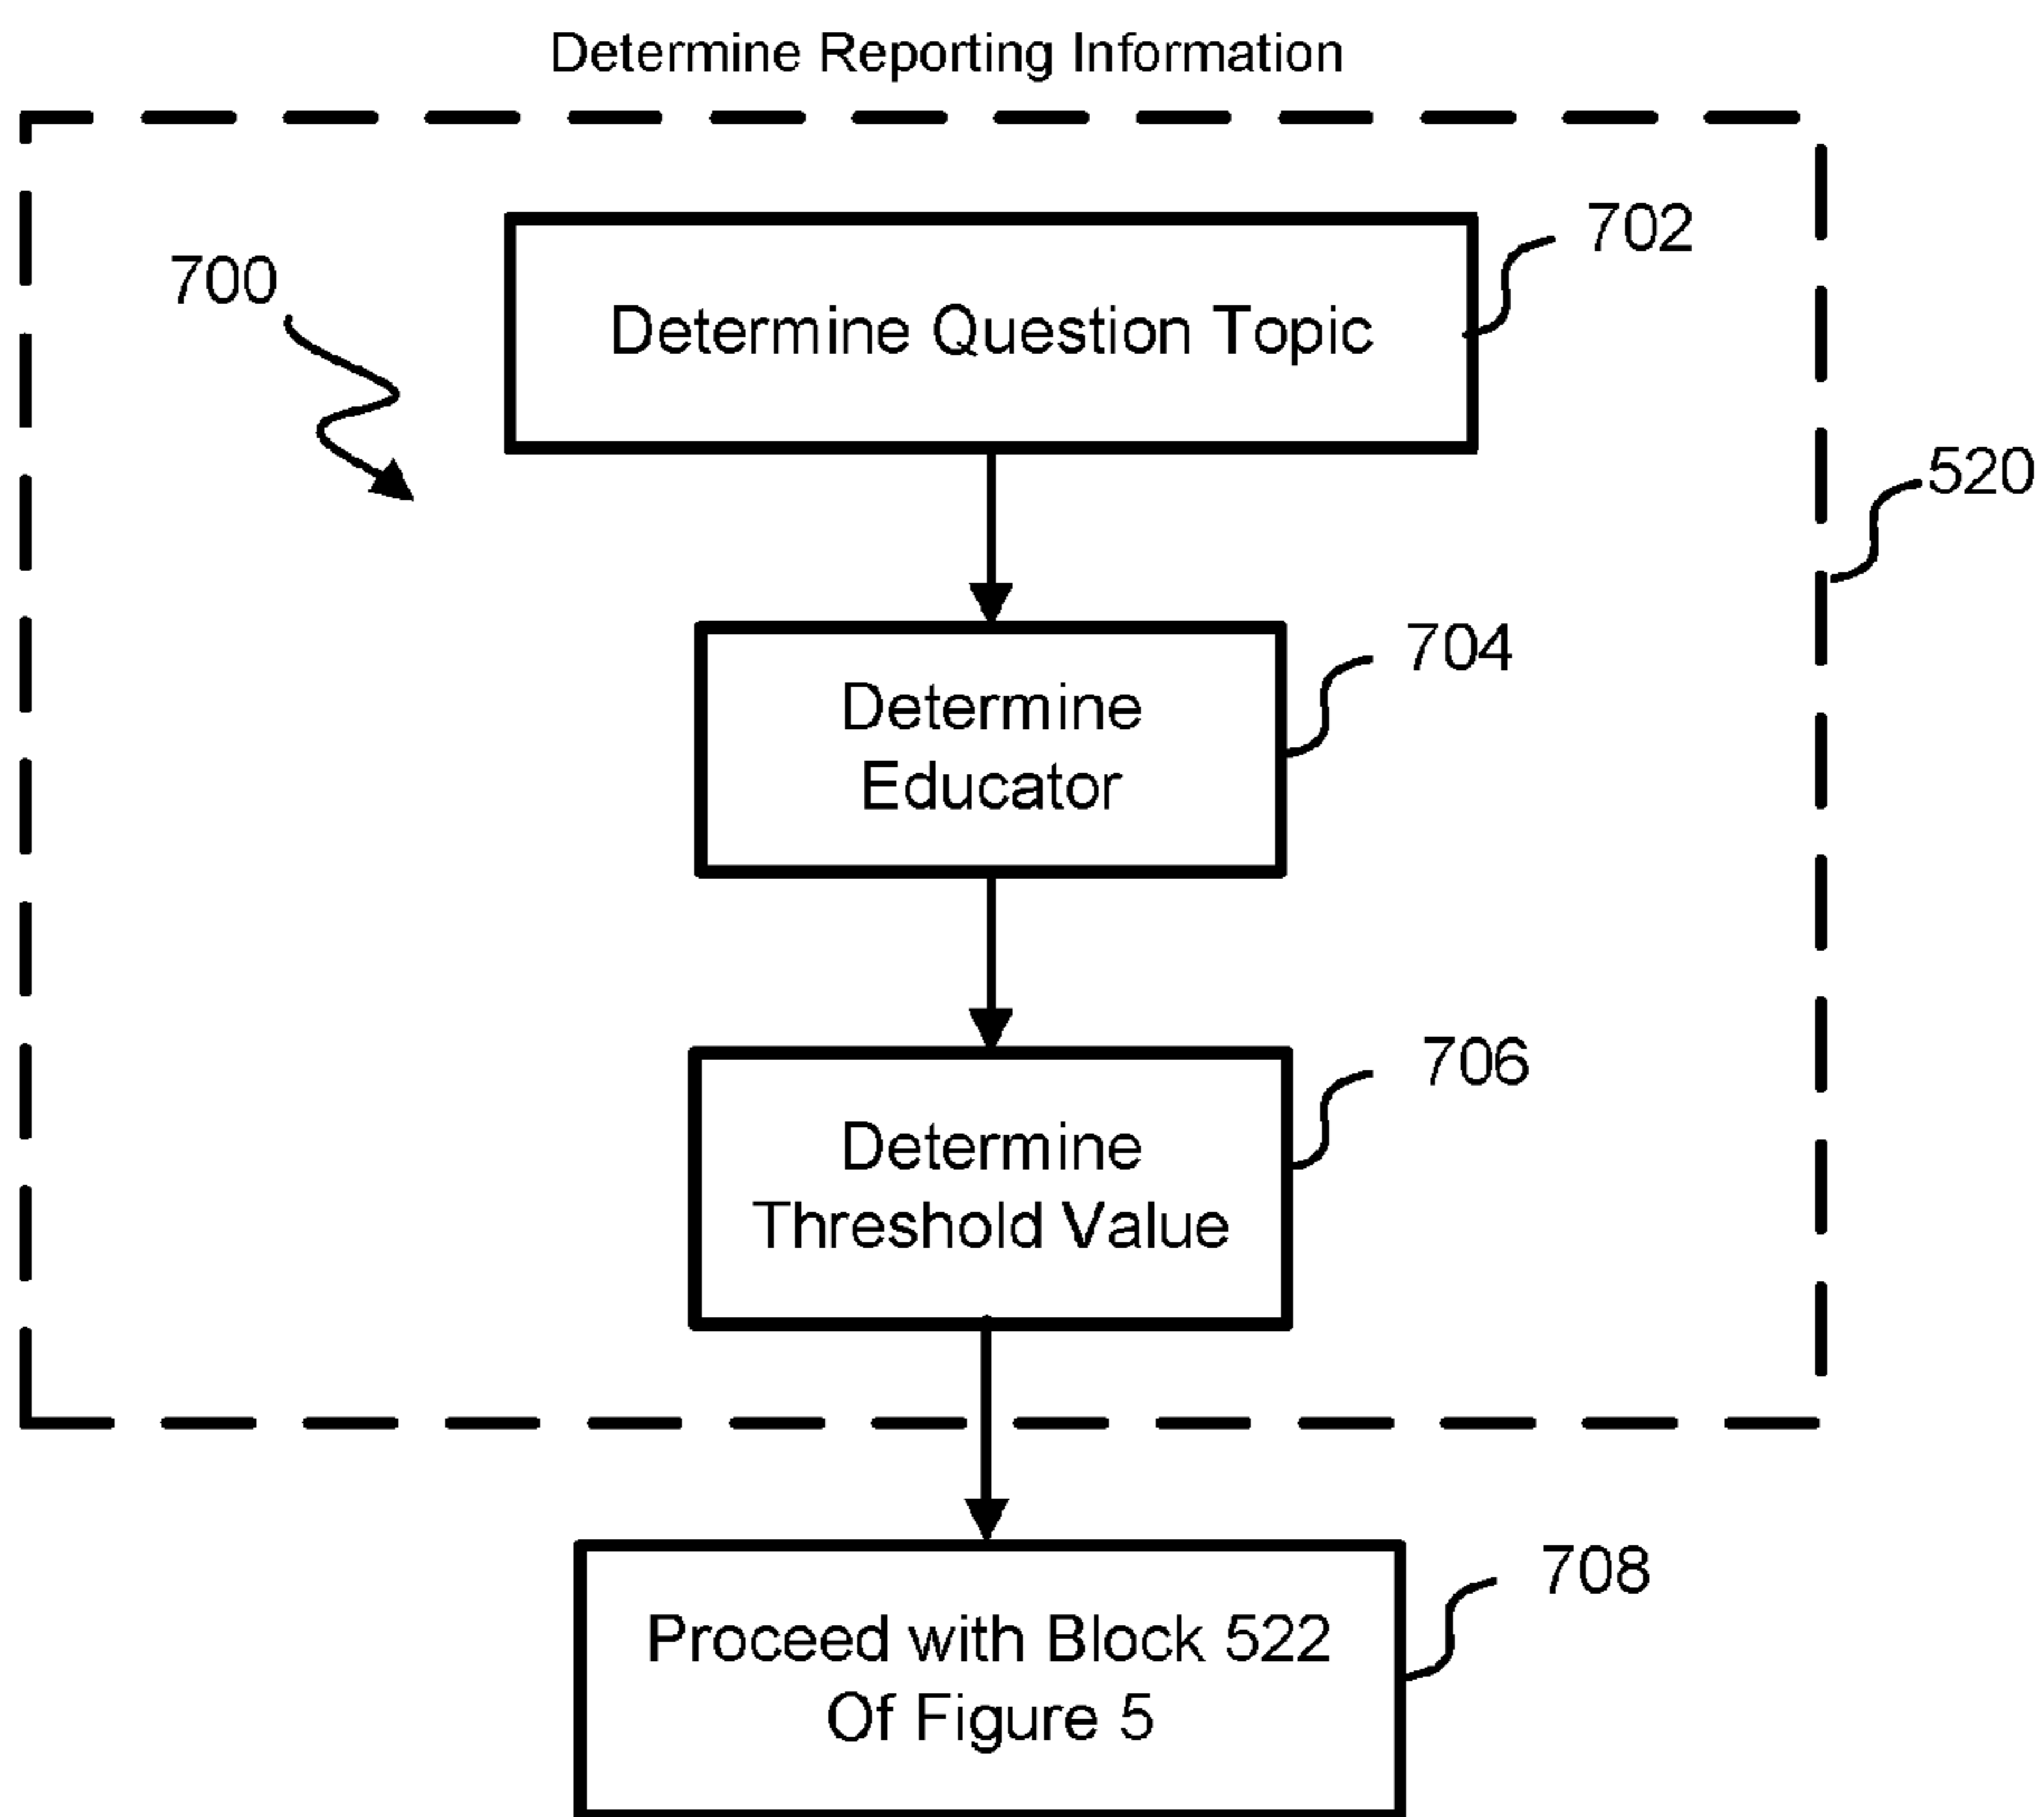 Determine Reporting Information
702
700
Determine Question Topic
520
704
Determine
Educator
706
Determine
Threshold Value
708
Proceed with Block 522
Of Figure 5